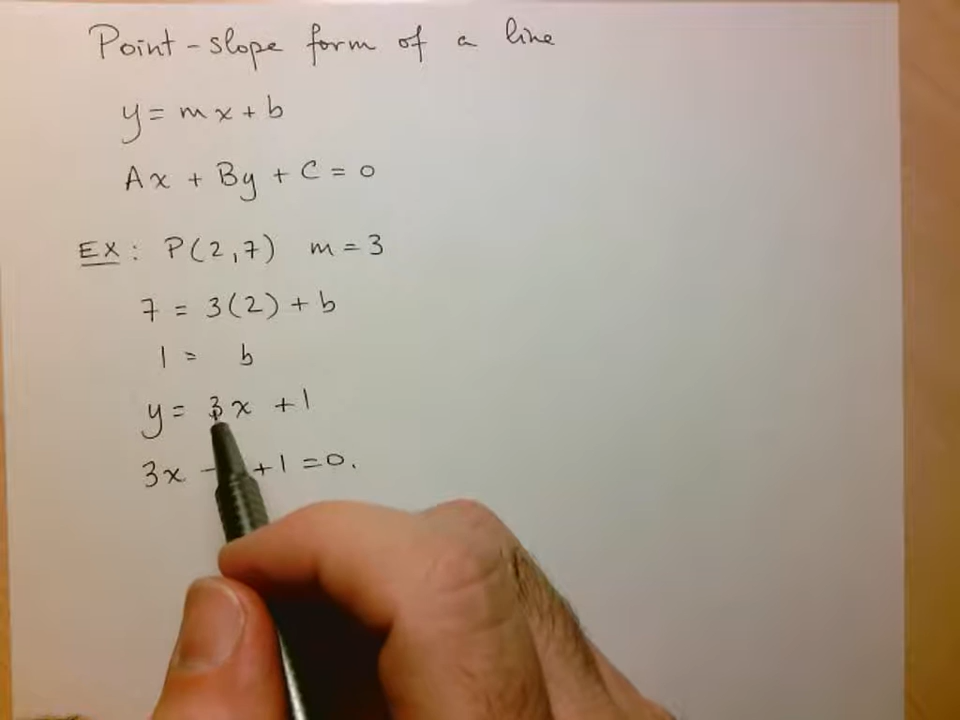 Point-slope form of a line
y = mx + b
Ax + By + C = 0
EX: P(2,7) m = 3
7 = 3(2) + b
1 = b
y = 3x + 1
3x - +1 = 0.